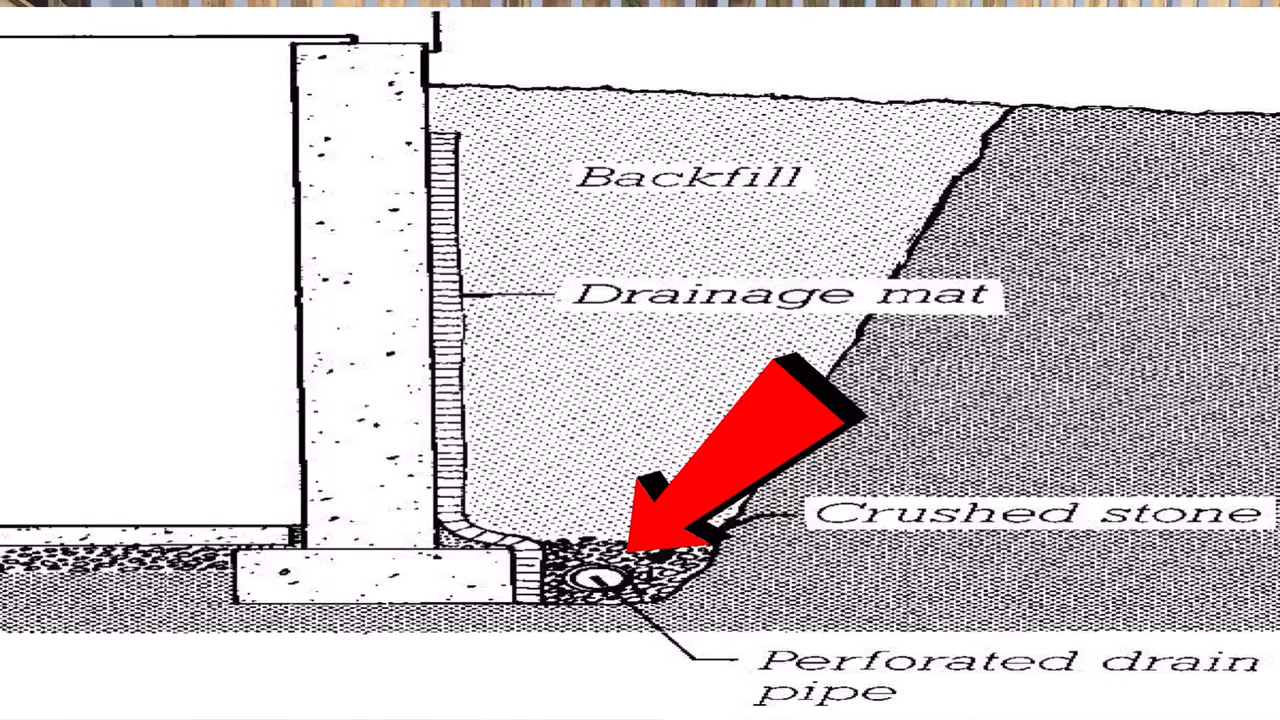 Backfill
Drainage mat
Crushed stone
Perforated drain
pipe